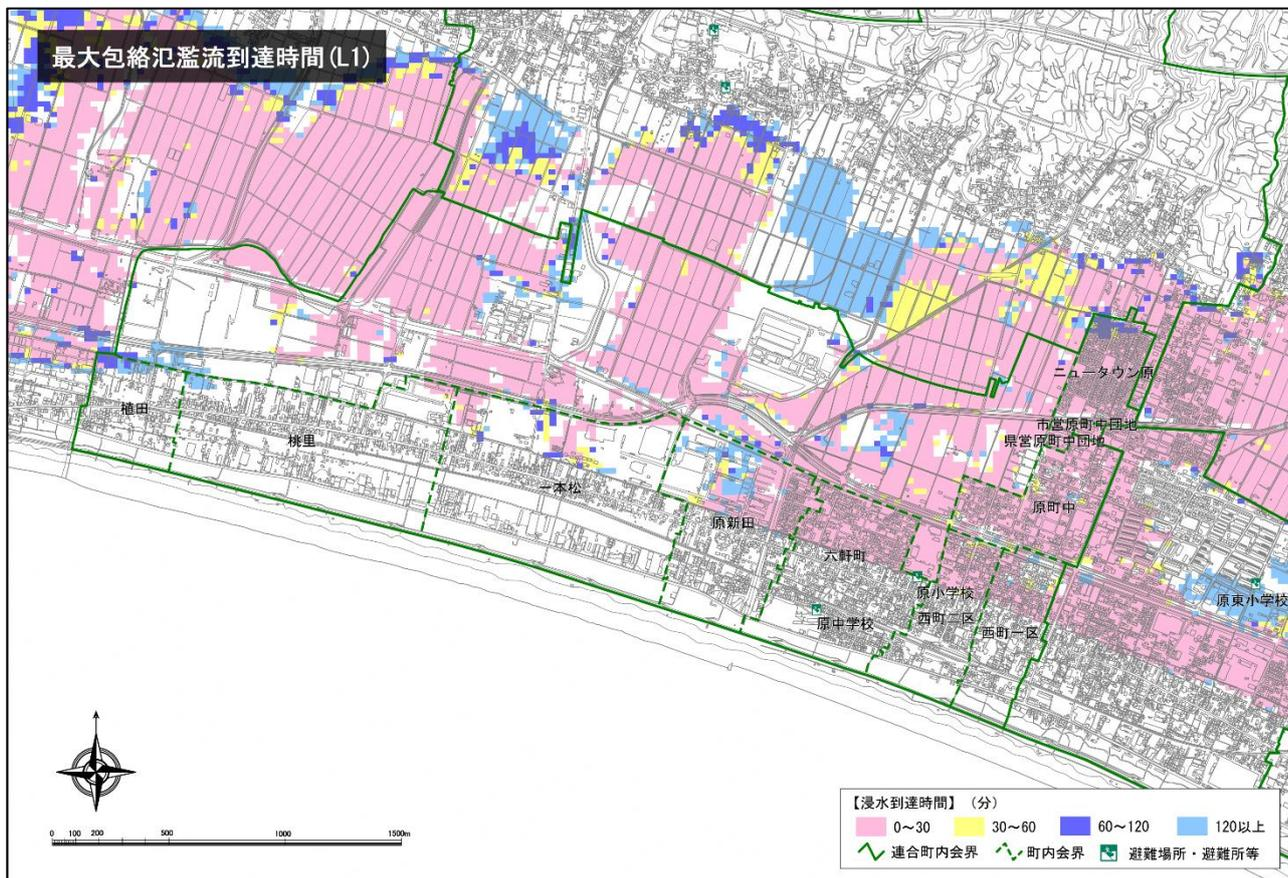 最大包絡氾濫流到達時間(L1)
ニュータウン原
市営原町中団地
県営原町中団地
植田
桃里
一本松
原新田
原町中
六軒町
原小学校
原東小学校
原中学校
西町二区
西町一区
0 100 200 500 1000 1500m
【浸水到達時間】（分）
0～30 30～60 60～120 120以上
連合町内会界 町内会界 避難場所・避難所等